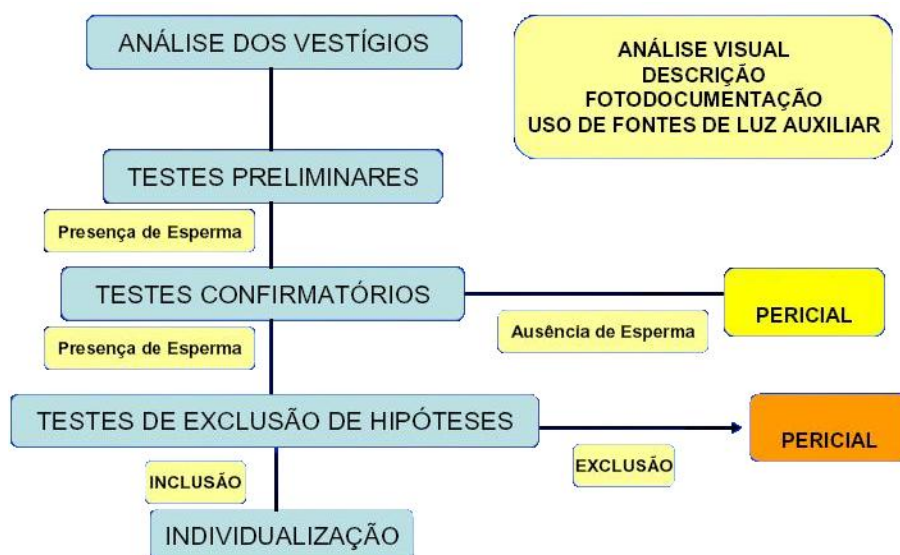 ANÁLISE DOS VESTÍGIOS
ANÁLISE VISUAL
DESCRIÇÃO
FOTODOCUMENTAÇÃO
USO DE FONTES DE LUZ AUXILIAR
TESTES PRELIMINARES
Presença de Esperma
TESTES CONFIRMATÓRIOS
Ausência de Esperma
PERICIAL
Presença de Esperma
TESTES DE EXCLUSÃO DE HIPÓTESES
EXCLUSÃO
PERICIAL
INCLUSÃO
INDIVIDUALIZAÇÃO